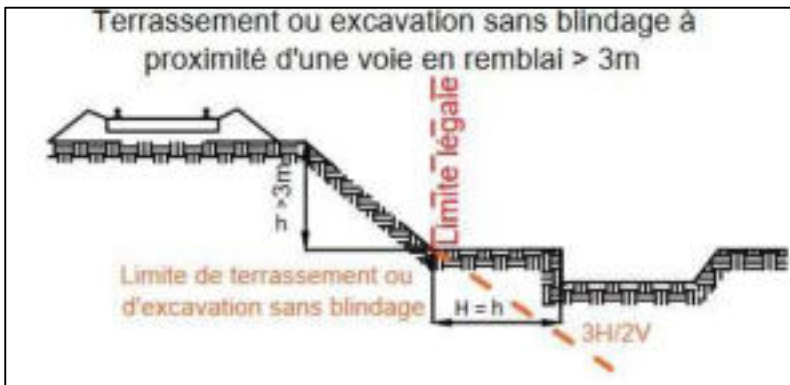 Terrassement ou excavation sans blindage à
proximité d'une voie en remblai > 3m
Limite légale
h >3m
Limite de terrassement ou
d'excavation sans blindage
H = h
3H/2V